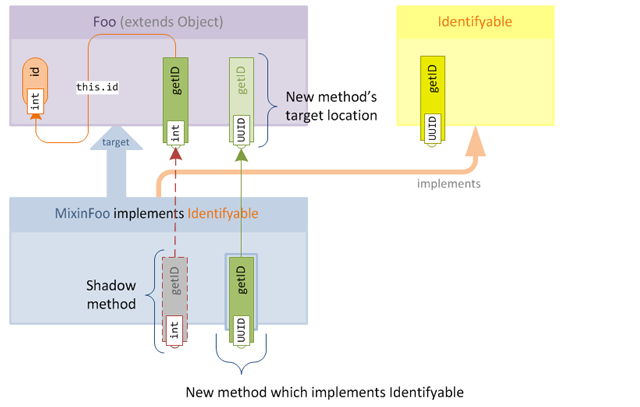 Foo (extends Object)
Identifyable
id
int
this.id
getID
int
getID
UUID
New method's
target location
getID
UUID
target
implements
MixinFoo implements Identifyable
Shadow
method
getID
int
getID
UUID
New method which implements Identifyable